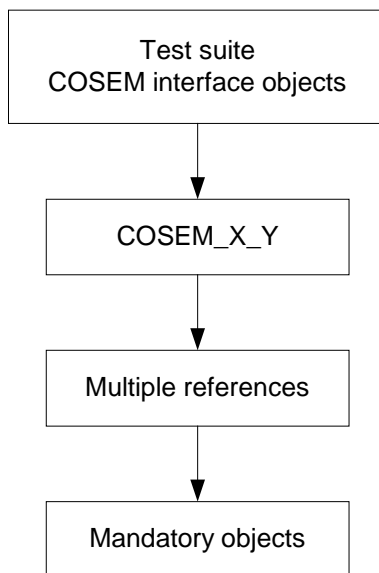 Test suite
COSEM interface objects
COSEM_X_Y
Multiple references
Mandatory objects